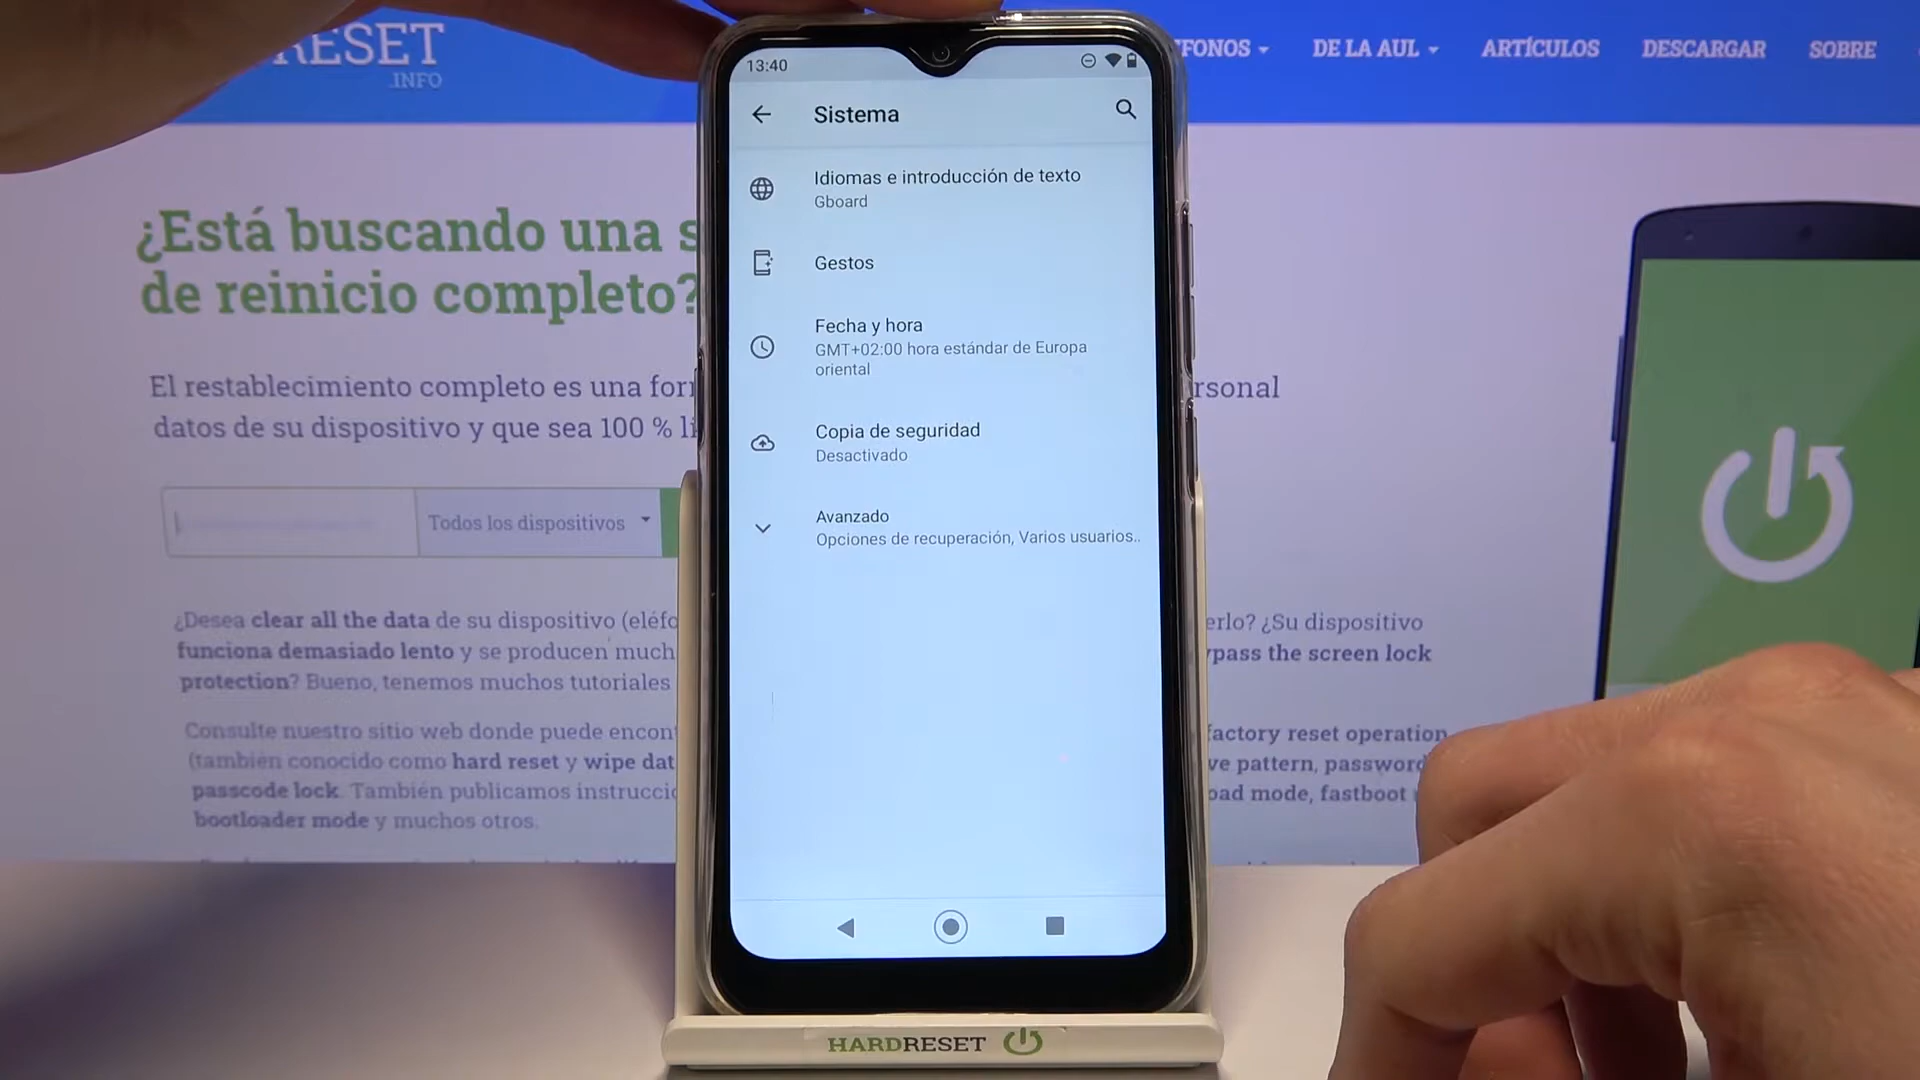 RESET
.INFO
FONOS
DE LA AUL
ARTÍCULOS
DESCARGAR
SOBRE
13:40
Sistema
Idiomas e introducción de texto
Gboard
Gestos
Fecha y hora
GMT+02:00 hora estándar de Europa
oriental
Copia de seguridad
Desactivado
Avanzado
Opciones de recuperación, Varios usuarios..
¿Está buscando una s
de reinicio completo?
El restablecimiento completo es una for
rsonal
datos de su dispositivo y que sea 100 % li
Todos los dispositivos
¿Desea clear all the data de su dispositivo (eléfo
erlo? ¿Su dispositivo
funciona demasiado lento y se producen much
pass the screen lock
protection? Bueno, tenemos muchos tutoriales
Consulte nuestro sitio web donde puede encon
factory reset operation
(también conocido como hard reset y wipe dat
ve pattern, password
passcode lock. También publicamos instrucci
oad mode, fastboot
bootloader mode y muchos otros.
HARDRESET